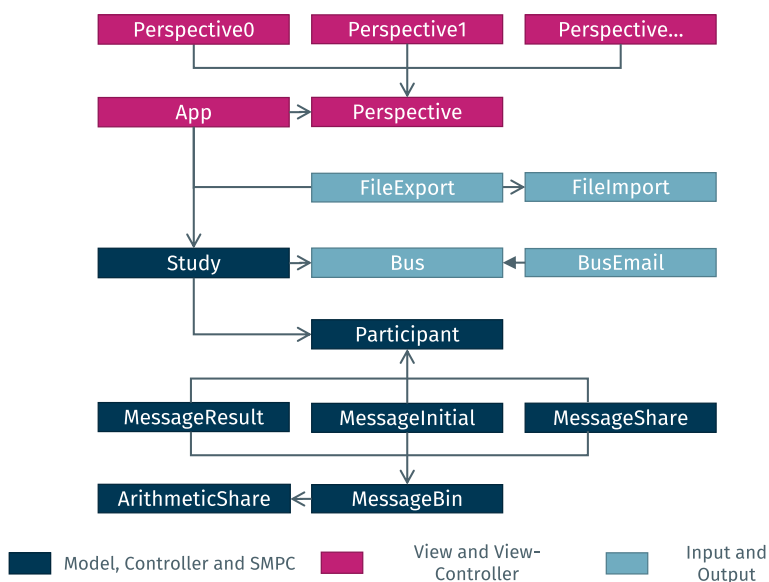 Perspective0
Perspective1
Perspective...
App
Perspective
FileExport
FileImport
Study
Bus
BusEmail
Participant
MessageResult
MessageInitial
MessageShare
ArithmeticShare
MessageBin
Model, Controller and SMPC
View and View-
Controller
Input and
Output